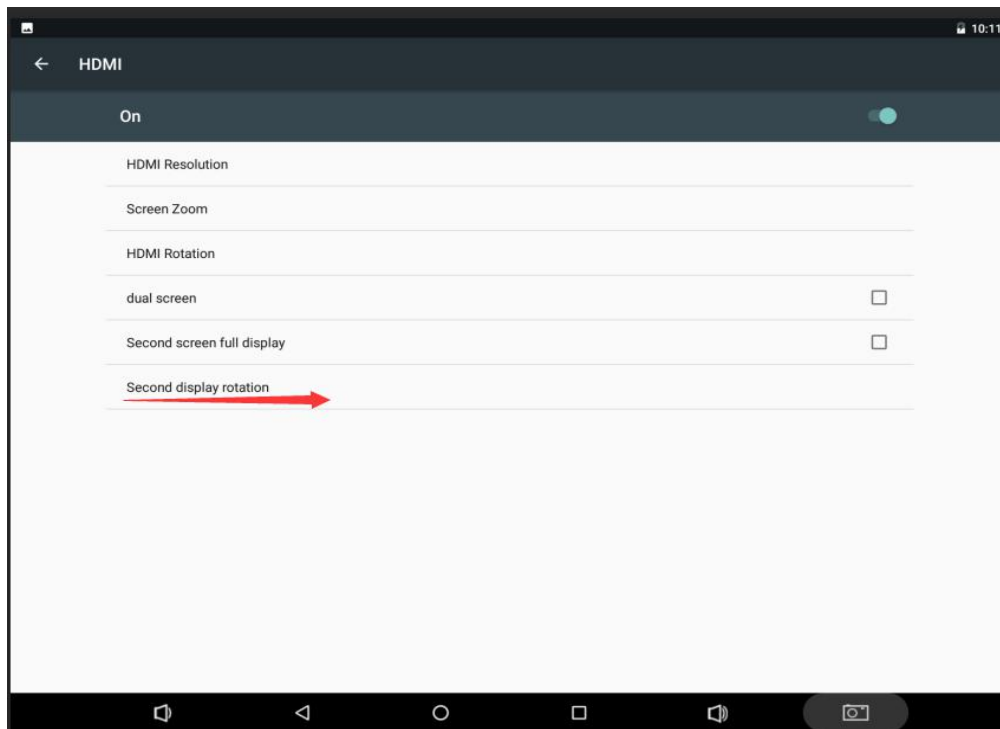 10:11
HDMI
On
HDMI Resolution
Screen Zoom
HDMI Rotation
dual screen
Second screen full display
Second display rotation